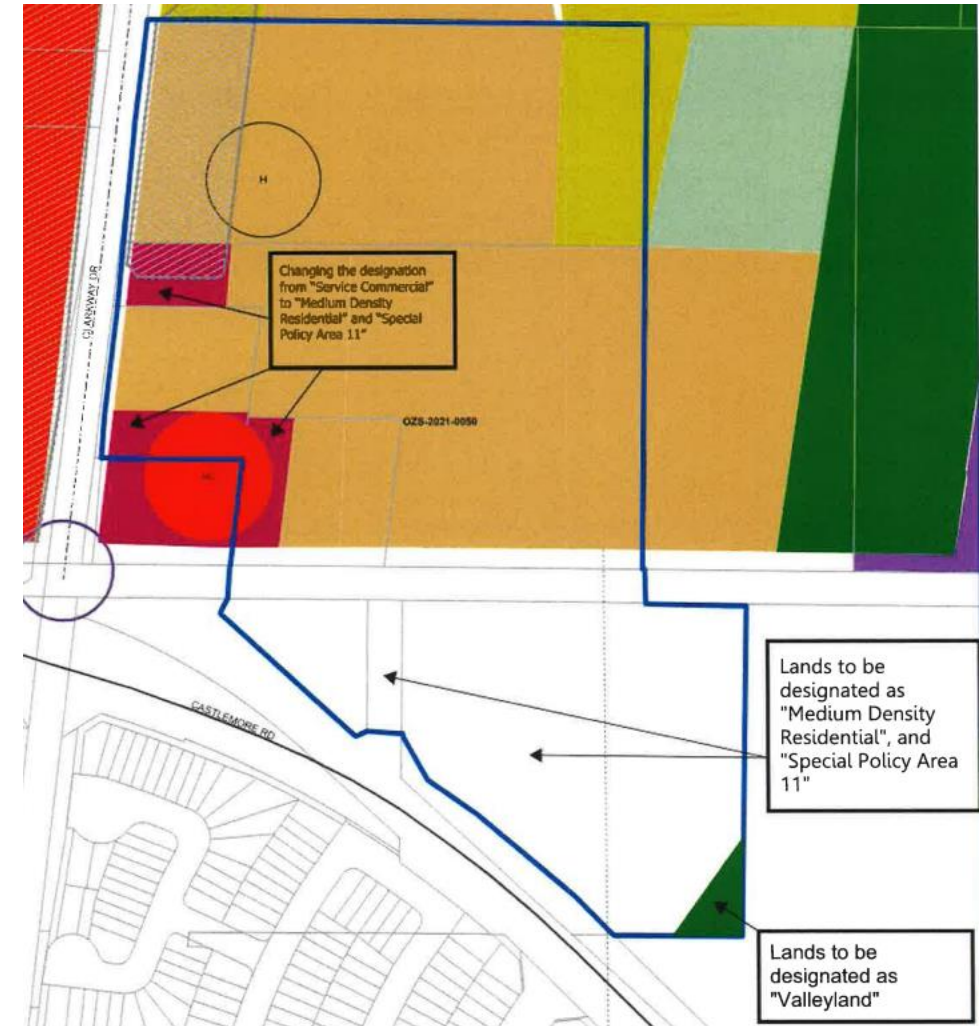 H
CLARKWAY DR
Changing the designation
from "Service Commercial"
to "Medium Density
Residential" and "Special
Policy Area 11"
OZS-2021-0050
CASTLEMORE RD
Lands to be
designated as
"Medium Density
Residential", and
"Special Policy Area
11"
Lands to be
designated as
"Valleyland"